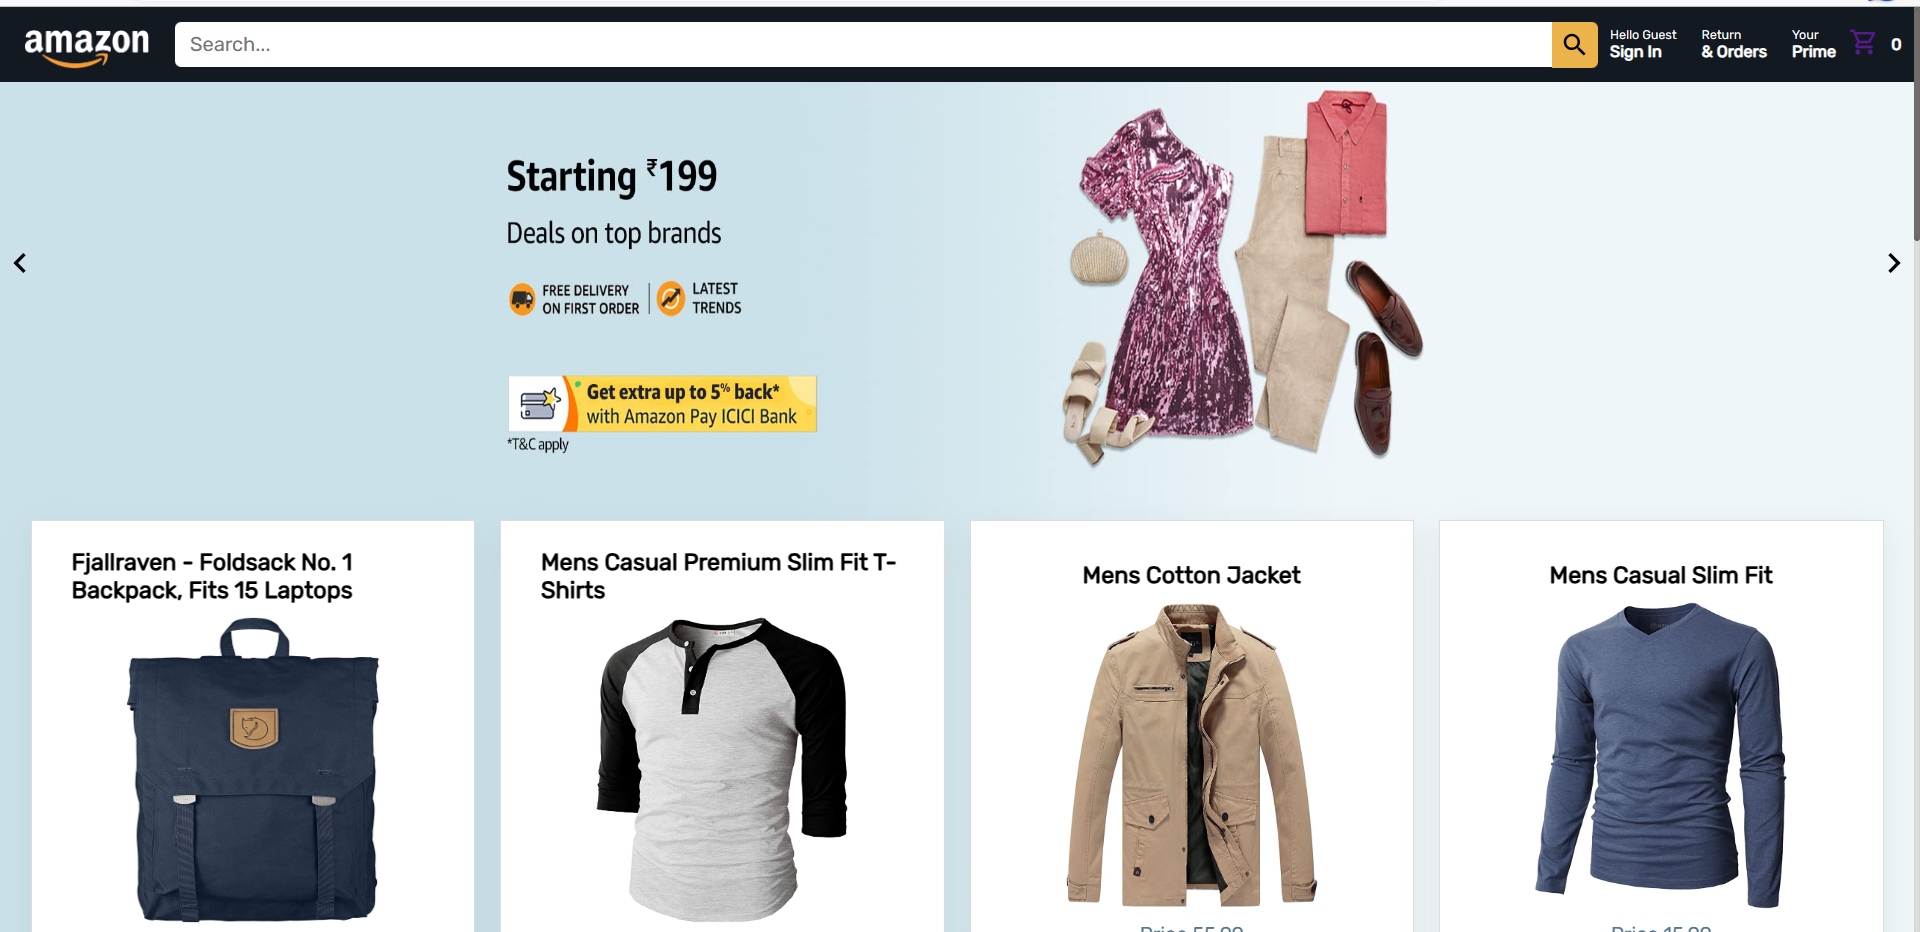 amazon
Search...
Hello Guest
Sign In
Return
& Orders
Your
Prime
0
Starting ₹199
Deals on top brands
FREE DELIVERY
ON FIRST ORDER
LATEST
TRENDS
Get extra up to 5% back*
with Amazon Pay ICICI Bank
*T&C apply
Fjallraven - Foldsack No. 1
Backpack, Fits 15 Laptops
Mens Casual Premium Slim Fit T-
Shirts
Mens Cotton Jacket
Mens Casual Slim Fit